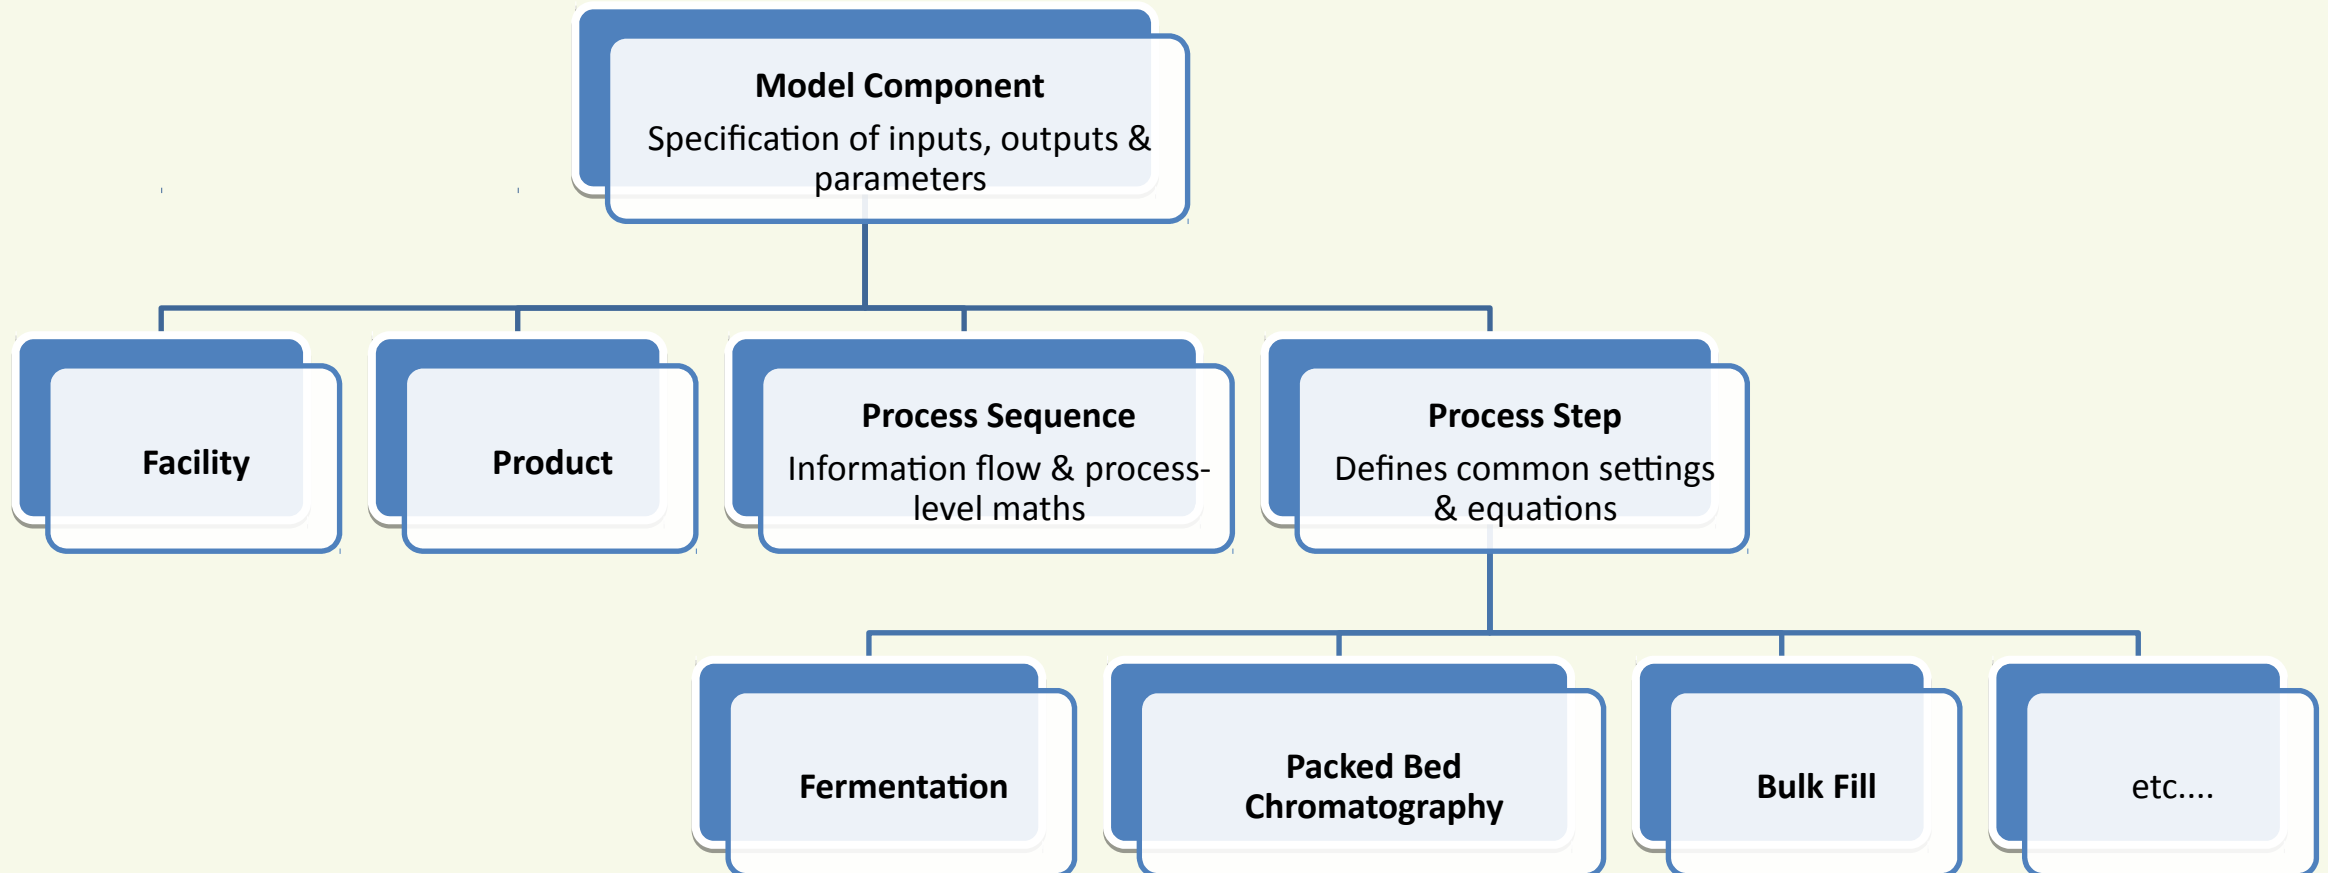 Model Component
Specification of inputs, outputs &
parameters
Facility
Product
Process Sequence
Information flow & process-
level maths
Process Step
Defines common settings
& equations
Fermentation
Packed Bed
Chromatography
Bulk Fill
etc....